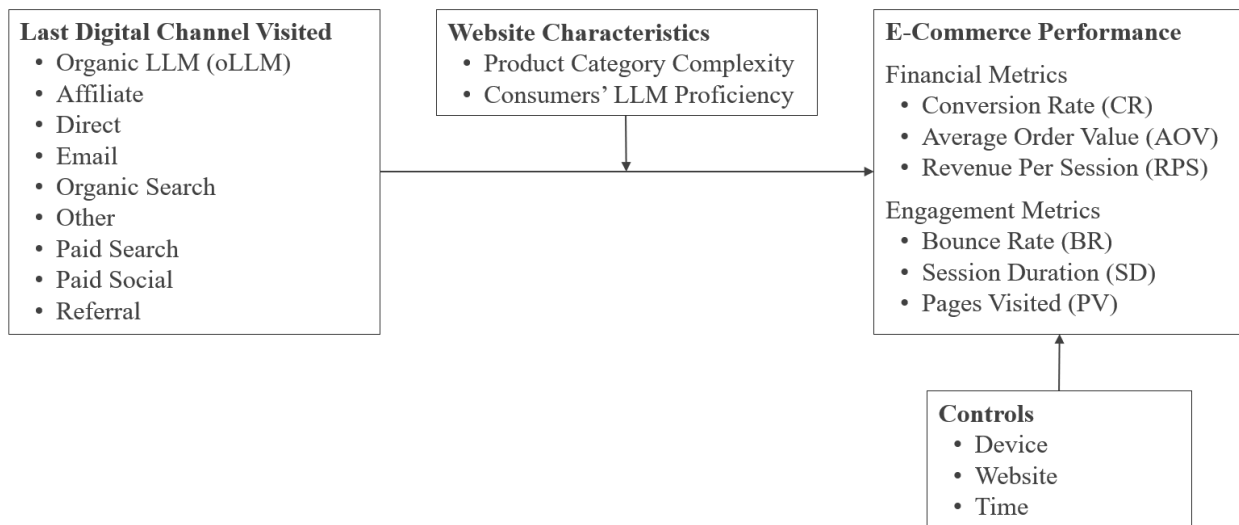 Last Digital Channel Visited
• Organic LLM (oLLM)
• Affiliate
• Direct
• Email
• Organic Search
• Other
• Paid Search
• Paid Social
• Referral
Website Characteristics
• Product Category Complexity
• Consumers’ LLM Proficiency
E-Commerce Performance
Financial Metrics
• Conversion Rate (CR)
• Average Order Value (AOV)
• Revenue Per Session (RPS)
Engagement Metrics
• Bounce Rate (BR)
• Session Duration (SD)
• Pages Visited (PV)
Controls
• Device
• Website
• Time